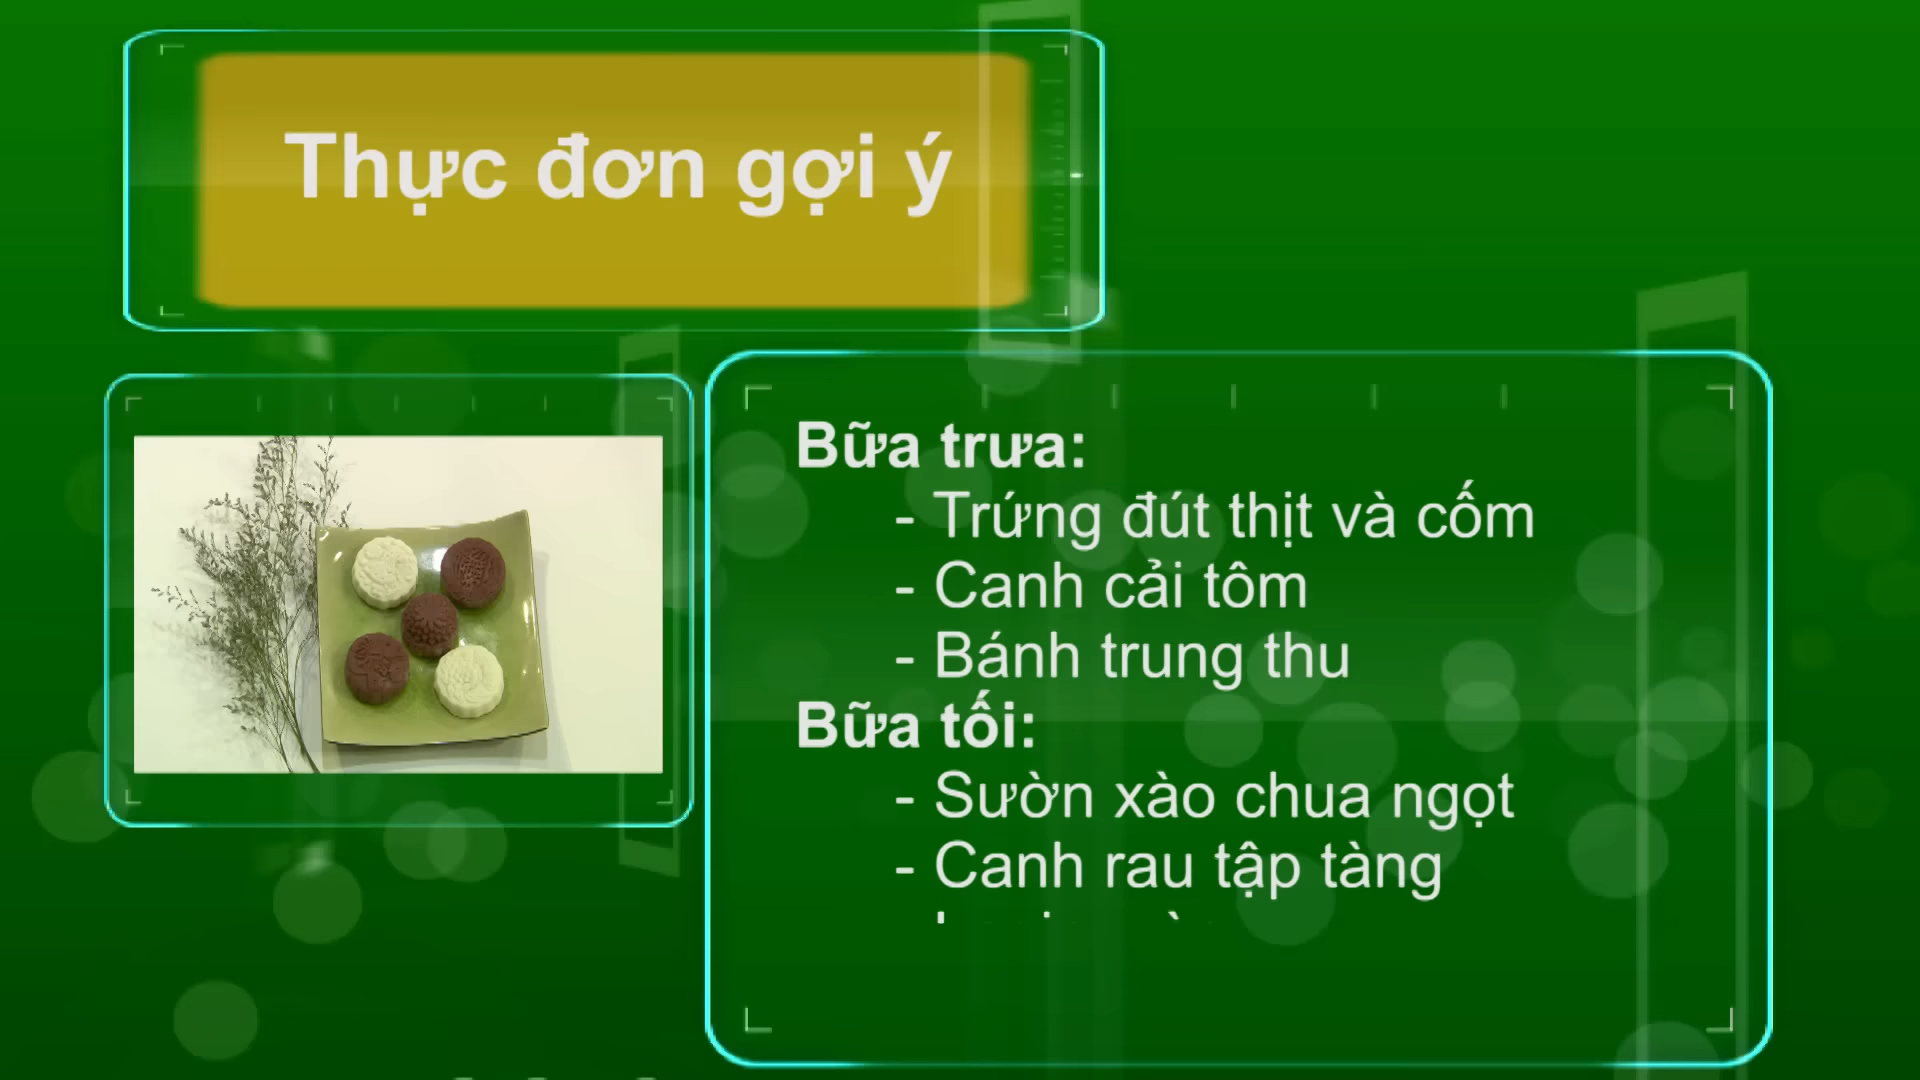 Thực đơn gợi ý
Bữa trưa:
- Trứng đút thịt và cốm
- Canh cải tôm
- Bánh trung thu
Bữa tối:
- Sườn xào chua ngọt
- Canh rau tập tàng